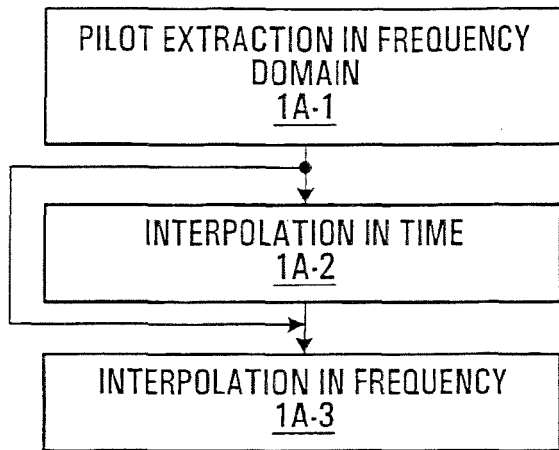 PILOT EXTRACTION IN FREQUENCY
DOMAIN
1A-1
INTERPOLATION IN TIME
1A-2
INTERPOLATION IN FREQUENCY
1A-3